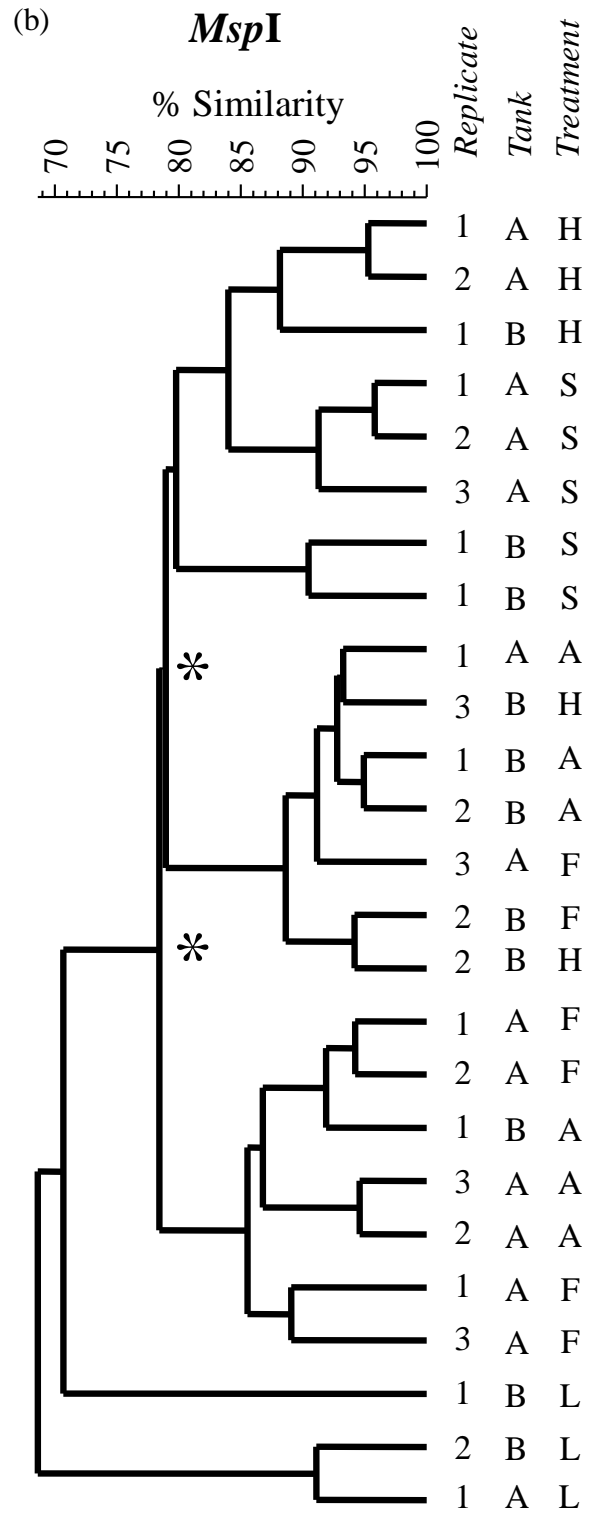 (b)
MspI
% Similarity
70 75 80 85 90 95 100 Replicate Tank Treatment
1 A H
2 A H
1 B H
1 A S
2 A S
3 A S
1 B S
1 B S
1 A A
*
3 B H
1 B A
2 B A
3 A F
2 B F
*
2 B H
1 A F
2 A F
1 B A
3 A A
2 A A
1 A F
3 A F
1 B L
2 B L
1 A L